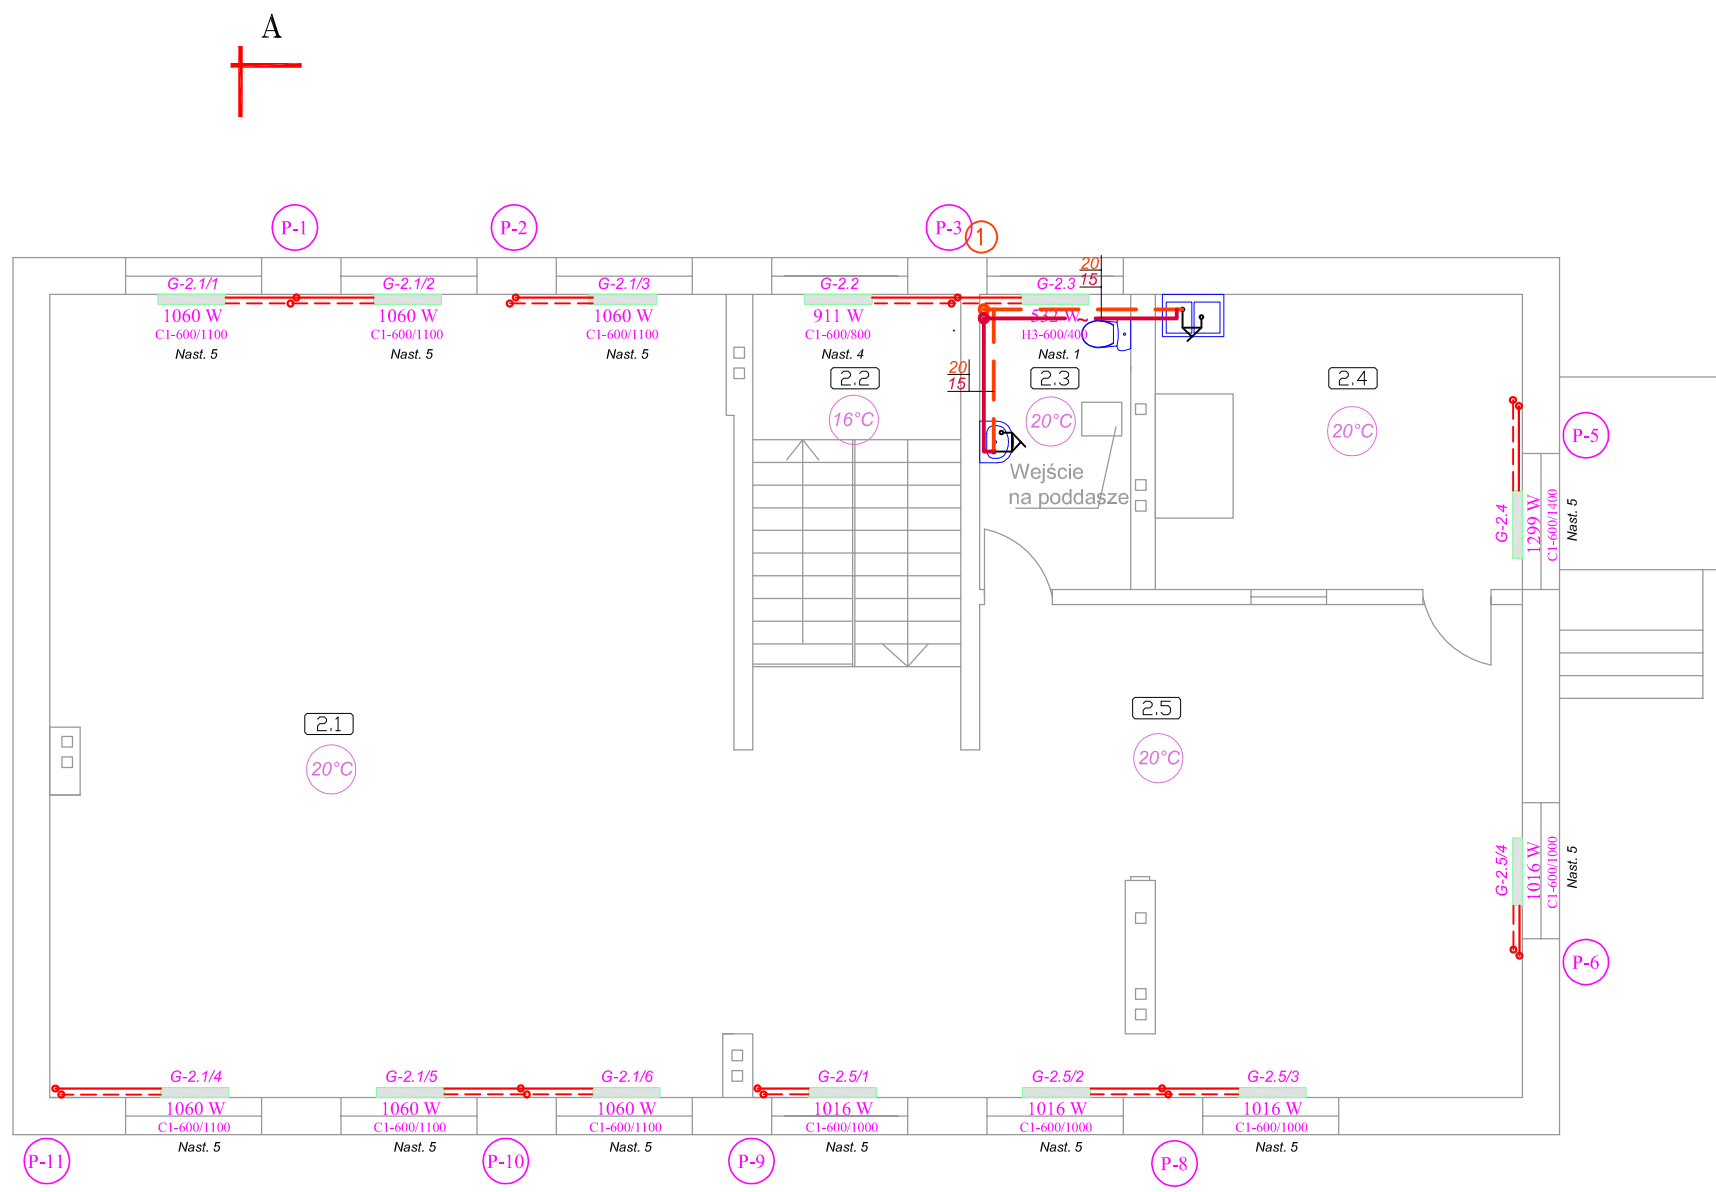 A
P-1
P-2
P-3
1
G-2.1/1
1060 W
C1-600/1100
Nast. 5
G-2.1/2
1060 W
C1-600/1100
Nast. 5
G-2.1/3
1060 W
C1-600/1100
Nast. 5
G-2.2
911 W
C1-600/800
Nast. 4
G-2.3
532 W
H3-600/400
Nast. 1
20
15
20
15
2.2
16°C
2.3
20°C
2.4
20°C
Wejście
na poddasze
P-5
G-2.4
1299 W
C1-600/1400
Nast. 5
2.1
20°C
2.5
20°C
G-2.5/4
1016 W
C1-600/1000
Nast. 5
P-6
G-2.1/4
1060 W
C1-600/1100
Nast. 5
G-2.1/5
1060 W
C1-600/1100
Nast. 5
G-2.1/6
1060 W
C1-600/1100
Nast. 5
G-2.5/1
1016 W
C1-600/1000
Nast. 5
G-2.5/2
1016 W
C1-600/1000
Nast. 5
G-2.5/3
1016 W
C1-600/1000
Nast. 5
P-11
P-10
P-9
P-8